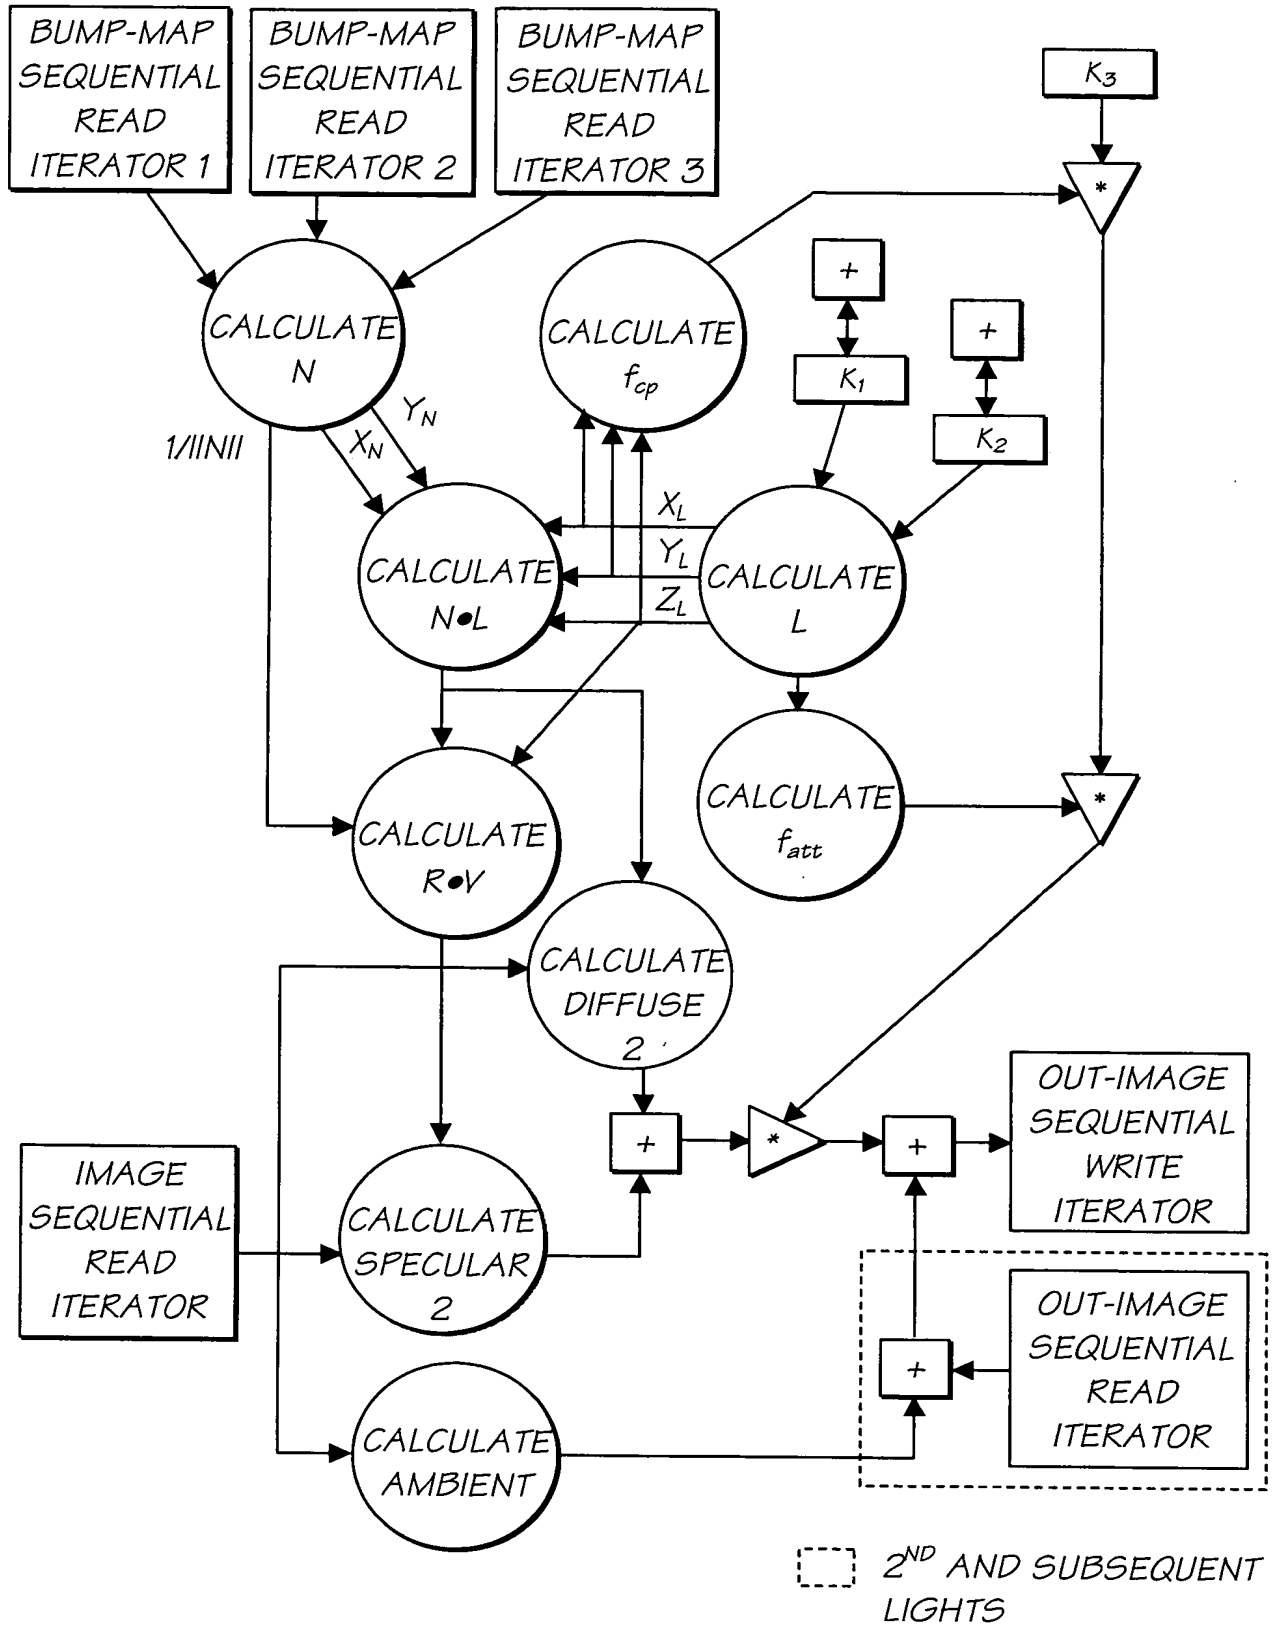 BUMP-MAP
SEQUENTIAL
READ
ITERATOR 1
BUMP-MAP
SEQUENTIAL
READ
ITERATOR 2
BUMP-MAP
SEQUENTIAL
READ
ITERATOR 3
K3
*
CALCULATE
N
CALCULATE
fcp
+
+
K1
K2
1/||N||
XN
YN
CALCULATE
N•L
XL
YL
ZL
CALCULATE
L
CALCULATE
R•V
CALCULATE
fatt
*
CALCULATE
DIFFUSE
2
IMAGE
SEQUENTIAL
READ
ITERATOR
CALCULATE
SPECULAR
2
+
*
+
OUT-IMAGE
SEQUENTIAL
WRITE
ITERATOR
CALCULATE
AMBIENT
+
OUT-IMAGE
SEQUENTIAL
READ
ITERATOR
2ND AND SUBSEQUENT
LIGHTS